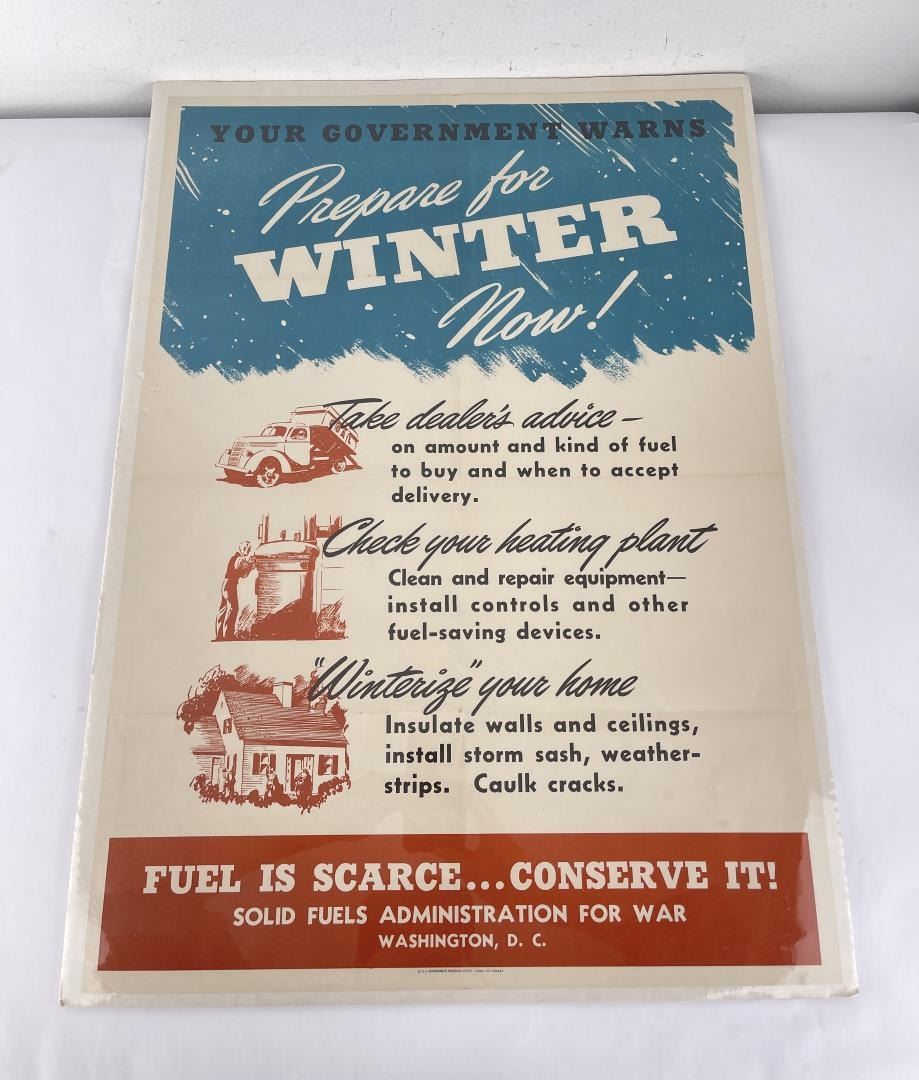 YOUR GOVERNMENT WARNS
Prepare for
WINTER
Now!
Take dealer's advice –
on amount and kind of fuel
to buy and when to accept
delivery.
Check your heating plant
Clean and repair equipment—
install controls and other
fuel-saving devices.
"Winterize" your home
Insulate walls and ceilings,
install storm sash, weather-
strips. Caulk cracks.
FUEL IS SCARCE...CONSERVE IT!
SOLID FUELS ADMINISTRATION FOR WAR
WASHINGTON, D. C.
U.S. GOVERNMENT PRINTING OFFICE